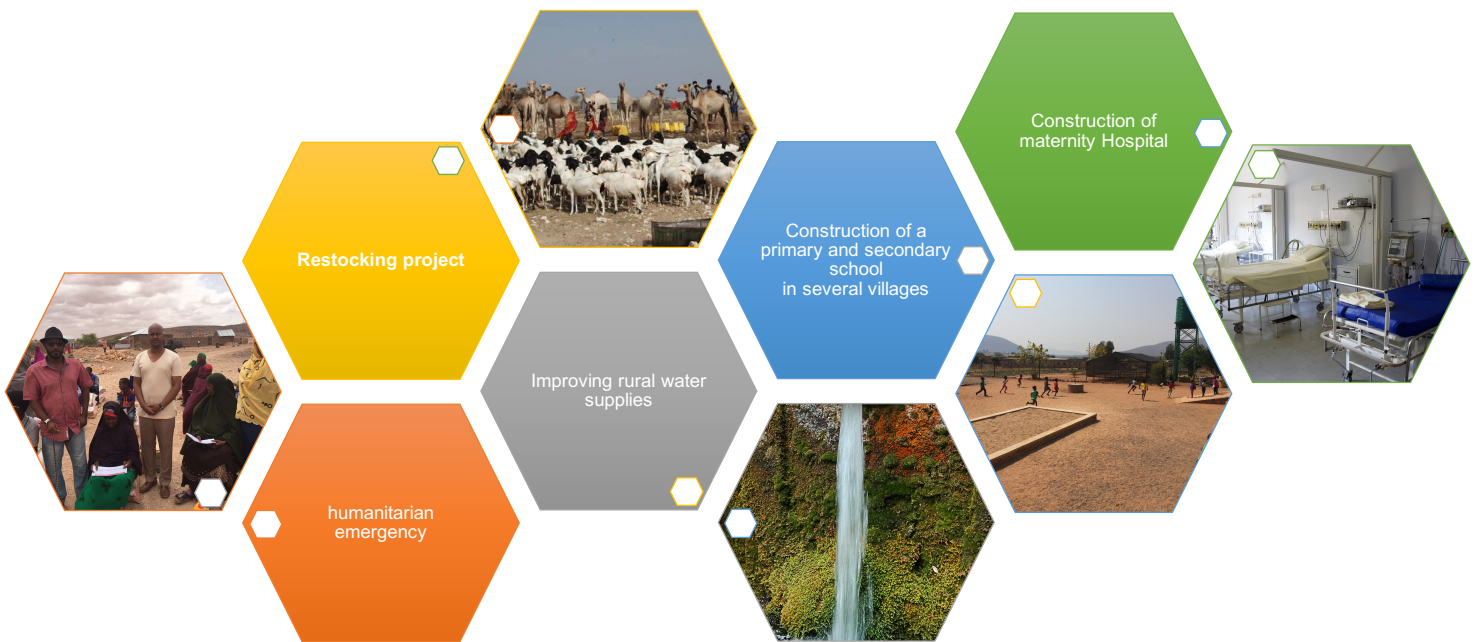 Restocking project
humanitarian
emergency
Improving rural water
supplies
Construction of a
primary and secondary
school
in several villages
Construction of
maternity Hospital